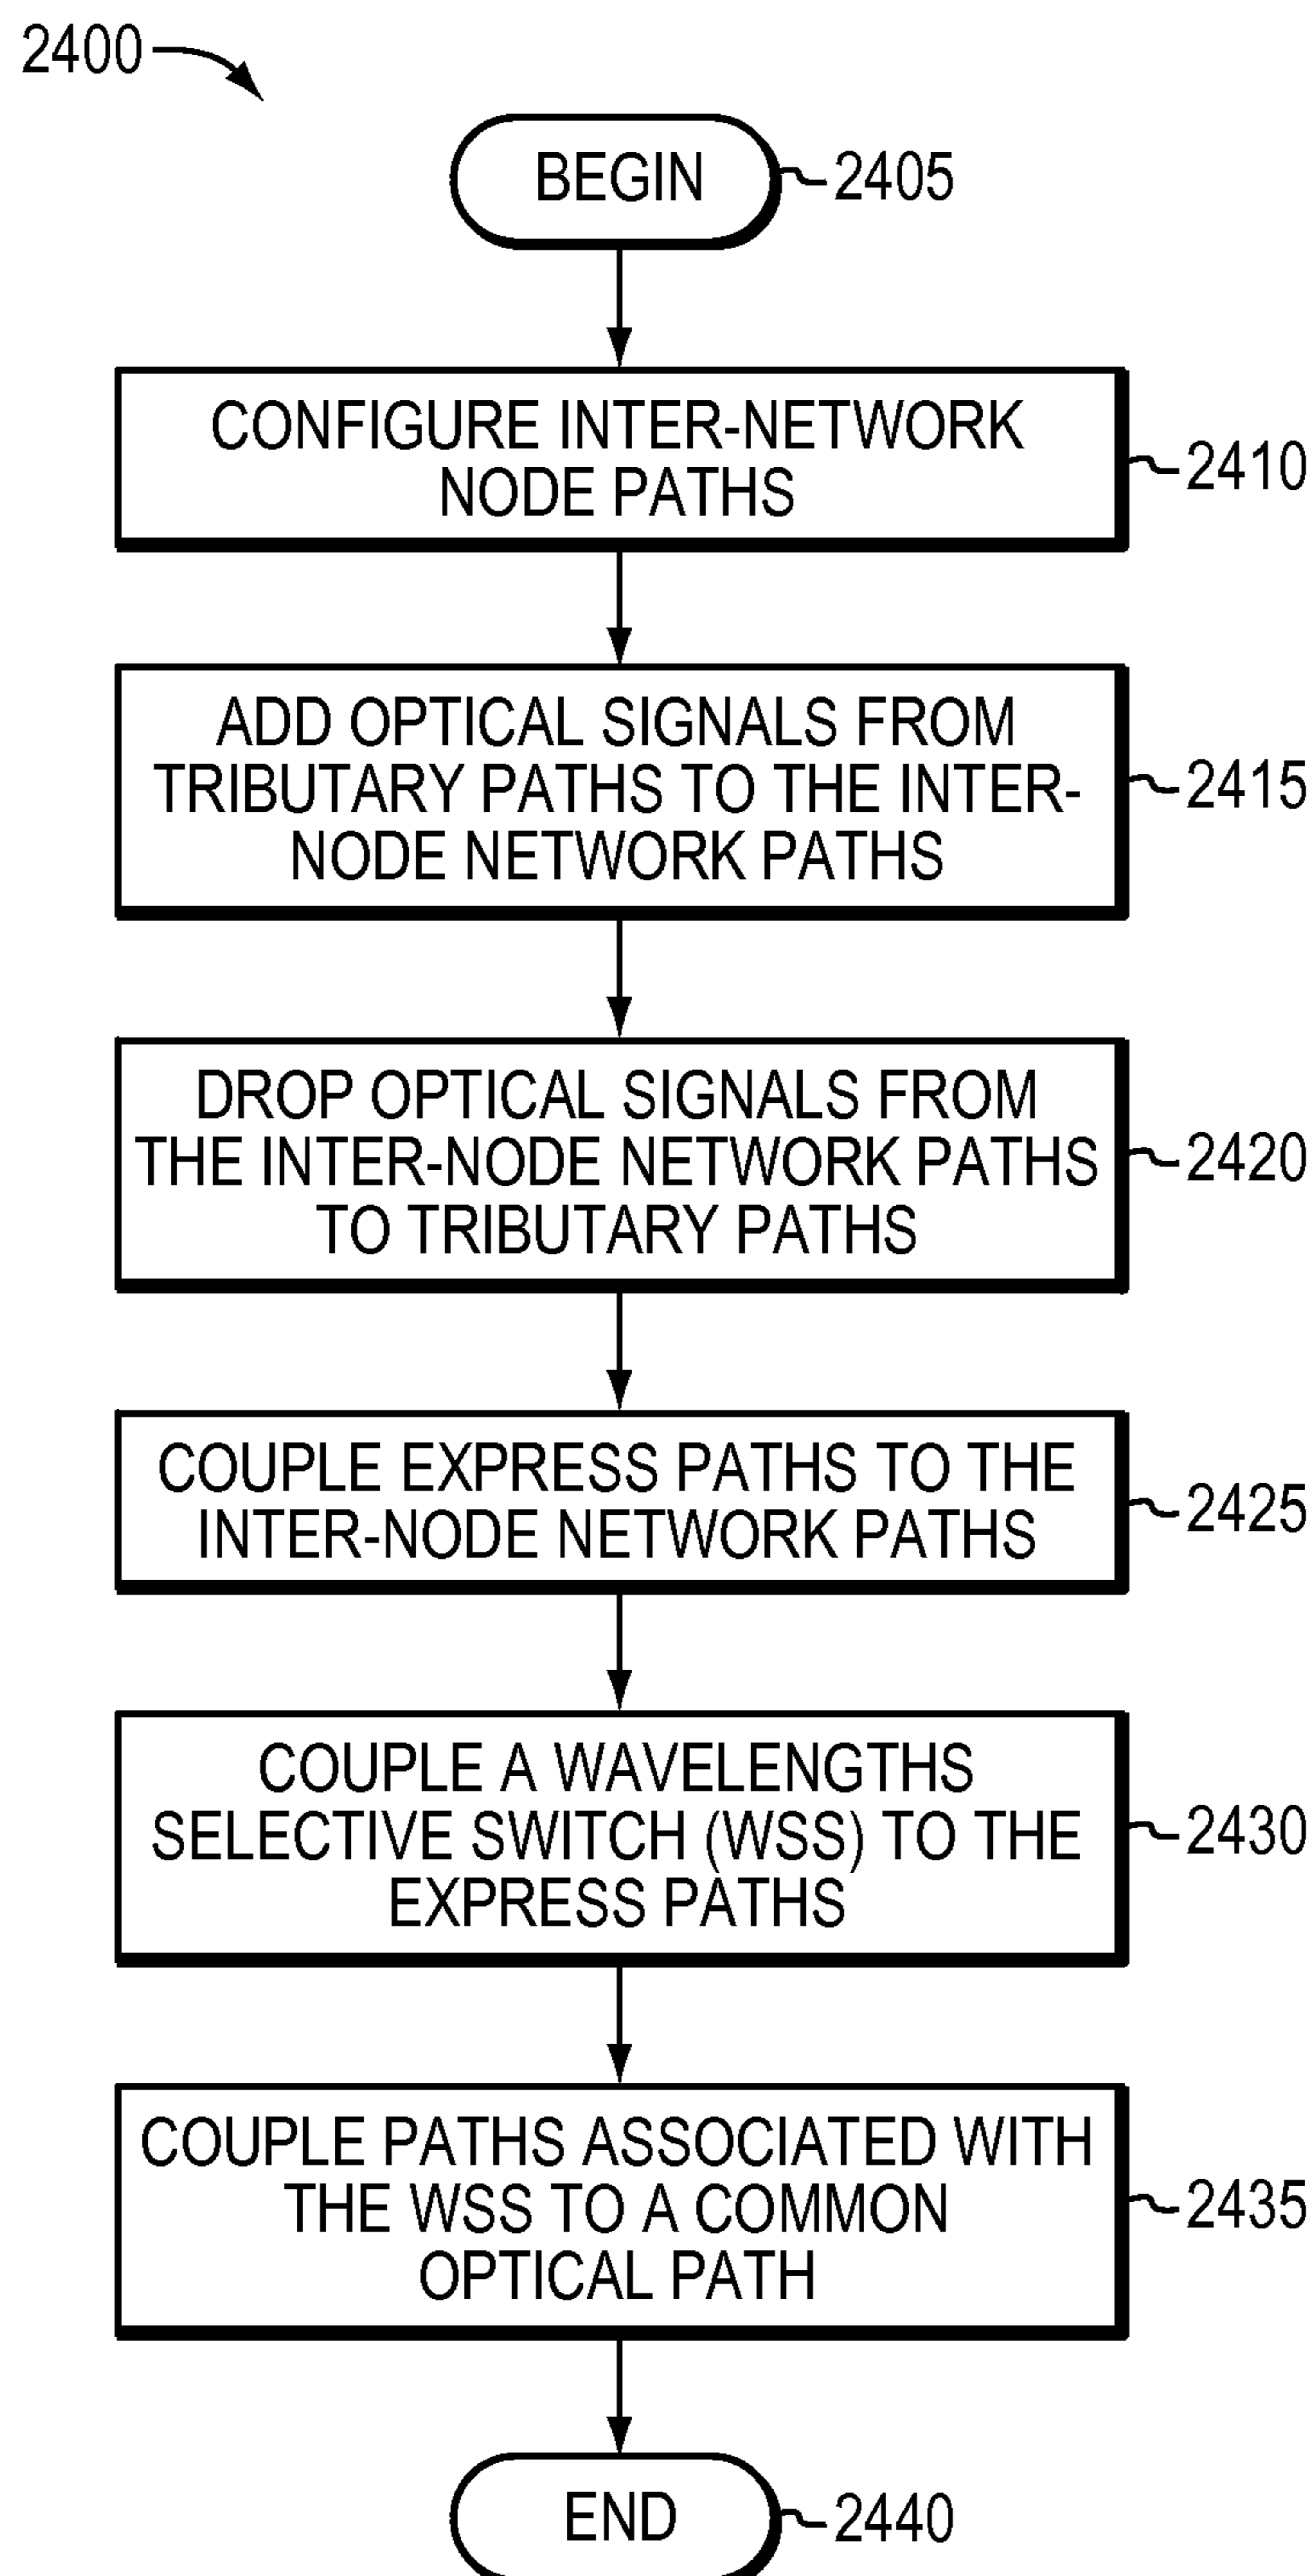 2400
BEGIN
2405
CONFIGURE INTER-NETWORK
NODE PATHS
2410
ADD OPTICAL SIGNALS FROM
TRIBUTARY PATHS TO THE INTER-
NODE NETWORK PATHS
2415
DROP OPTICAL SIGNALS FROM
THE INTER-NODE NETWORK PATHS
TO TRIBUTARY PATHS
2420
COUPLE EXPRESS PATHS TO THE
INTER-NODE NETWORK PATHS
2425
COUPLE A WAVELENGTHS
SELECTIVE SWITCH (WSS) TO THE
EXPRESS PATHS
2430
COUPLE PATHS ASSOCIATED WITH
THE WSS TO A COMMON
OPTICAL PATH
2435
END
2440